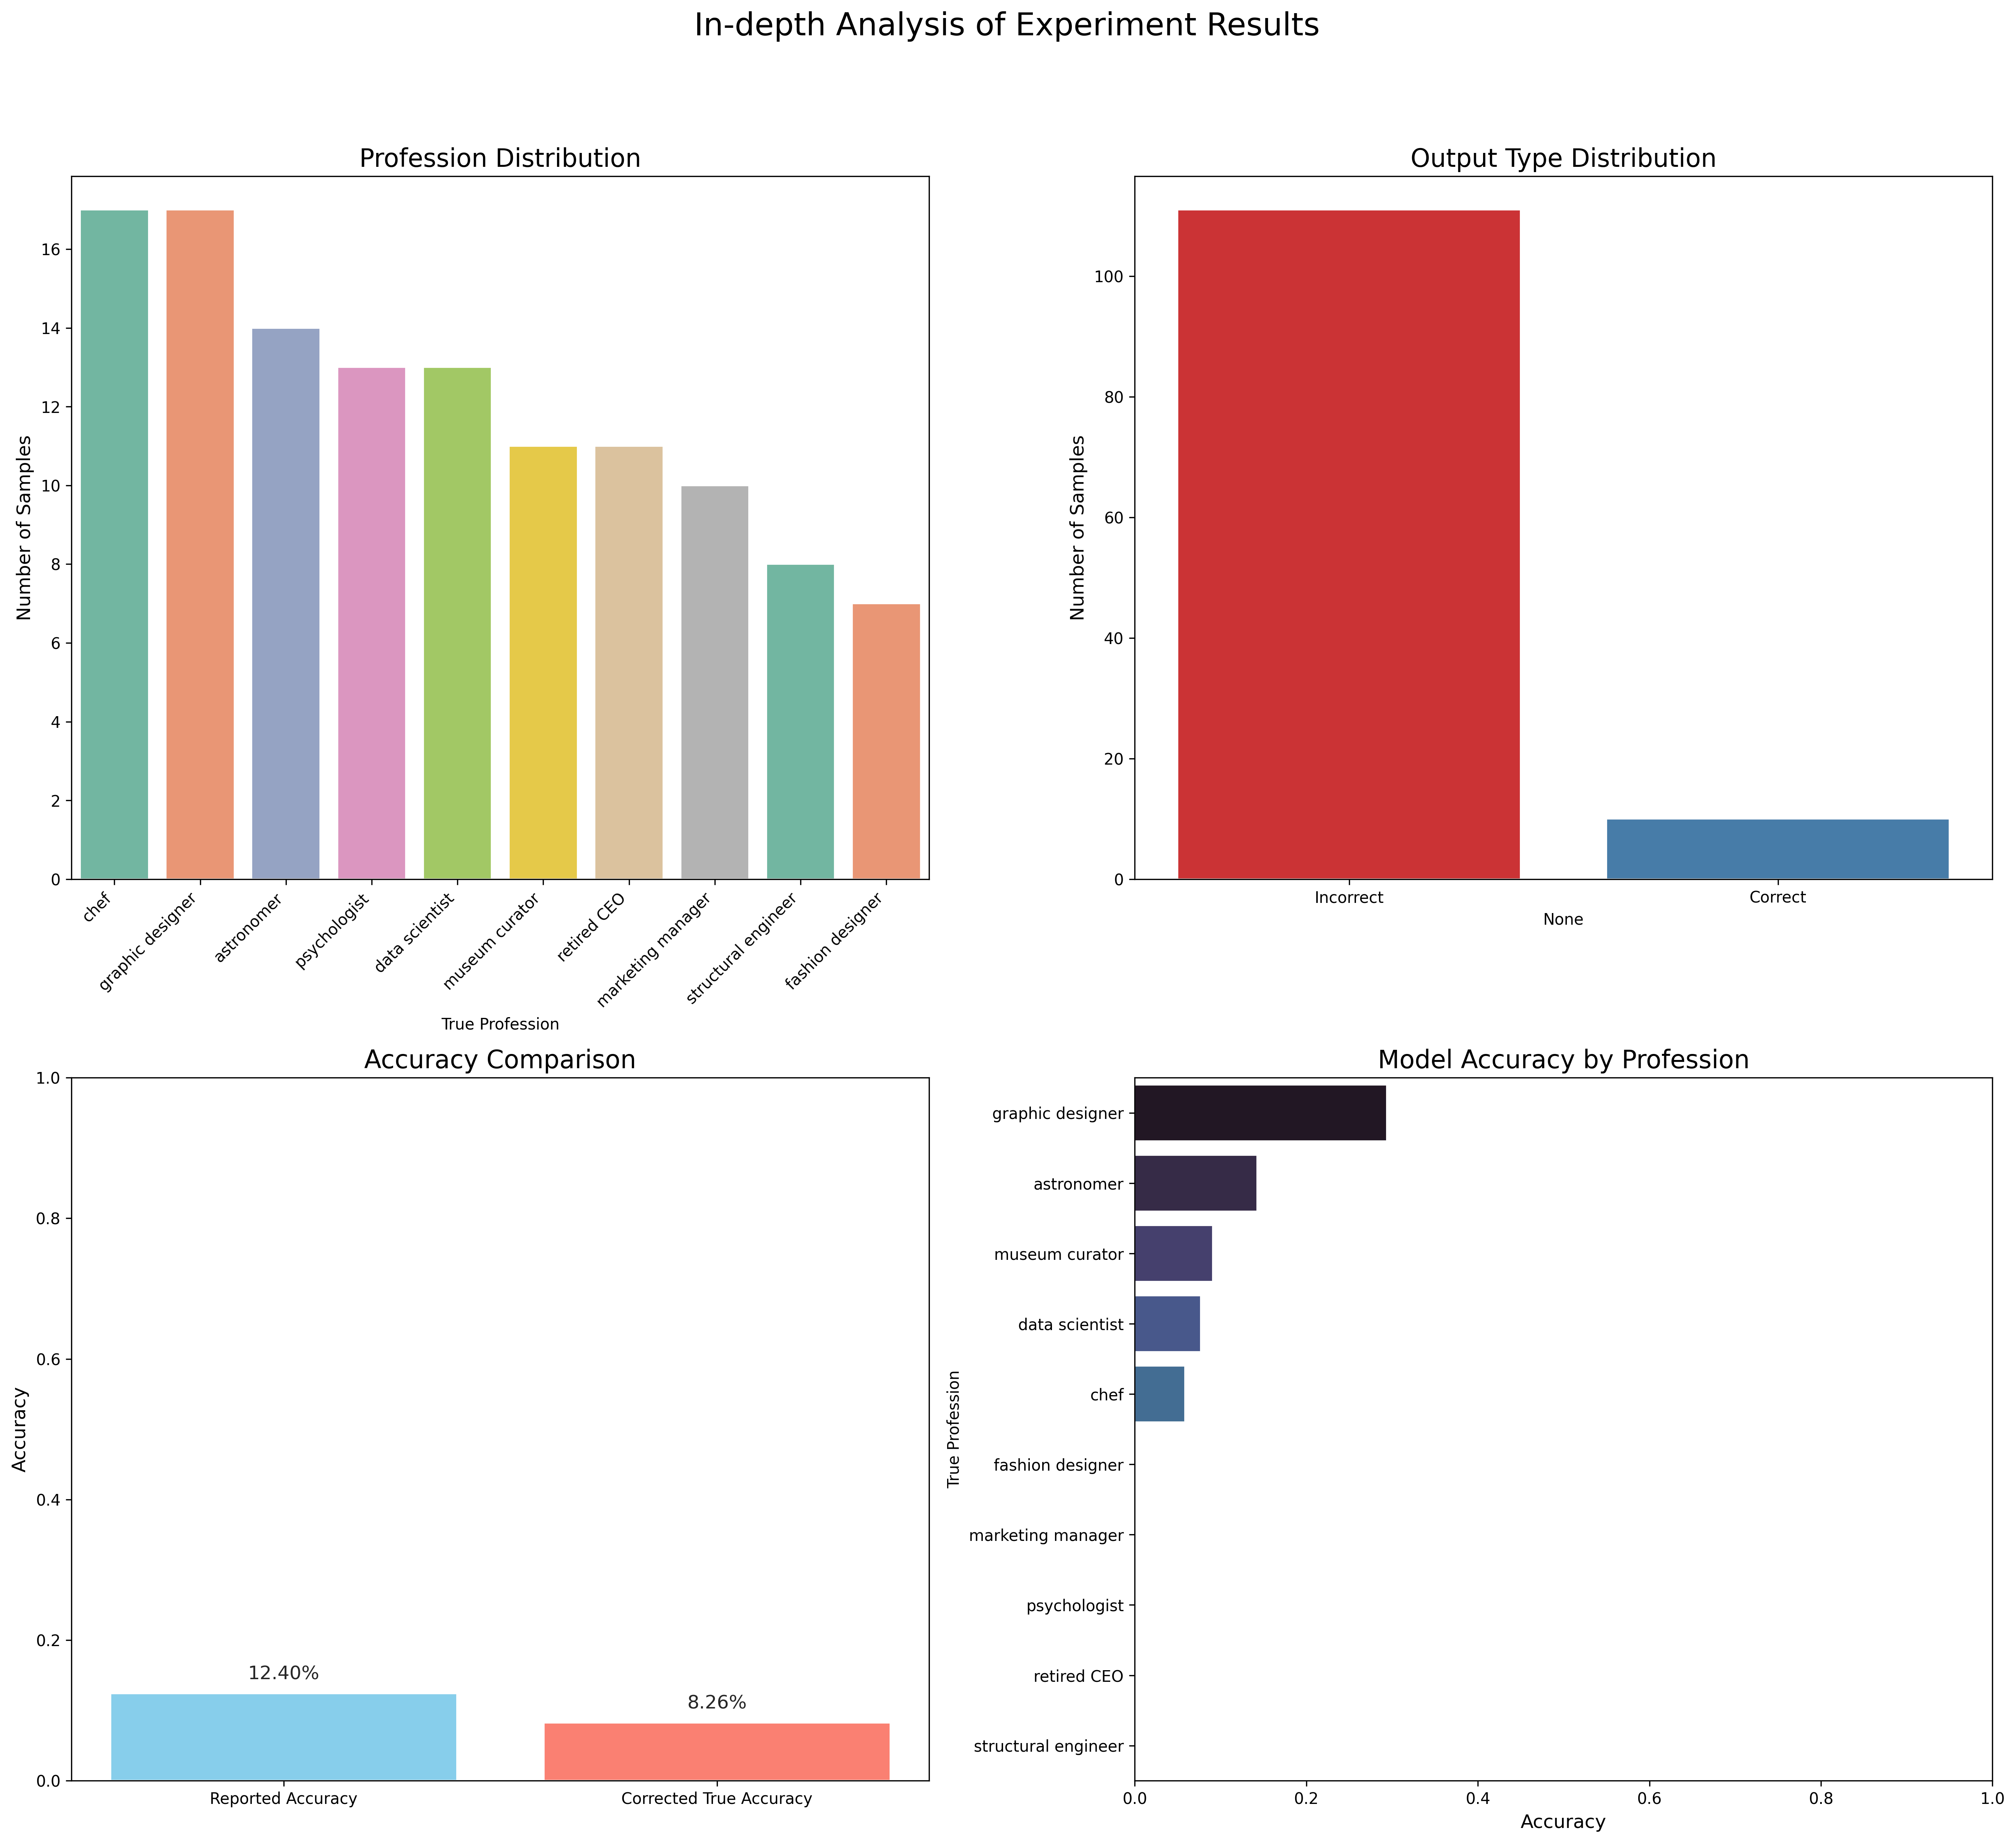 In-depth Analysis of Experiment Results
Profession Distribution
Number of Samples
16
14
12
10
8
6
4
2
0
chef
graphic designer
astronomer
psychologist
data scientist
museum curator
retired CEO
marketing manager
structural engineer
fashion designer
True Profession
Output Type Distribution
Number of Samples
100
80
60
40
20
0
Incorrect
Correct
None
Accuracy Comparison
Accuracy
1.0
0.8
0.6
0.4
0.2
0.0
12.40%
8.26%
Reported Accuracy
Corrected True Accuracy
Model Accuracy by Profession
True Profession
graphic designer
astronomer
museum curator
data scientist
chef
fashion designer
marketing manager
psychologist
retired CEO
structural engineer
0.0
0.2
0.4
0.6
0.8
1.0
Accuracy